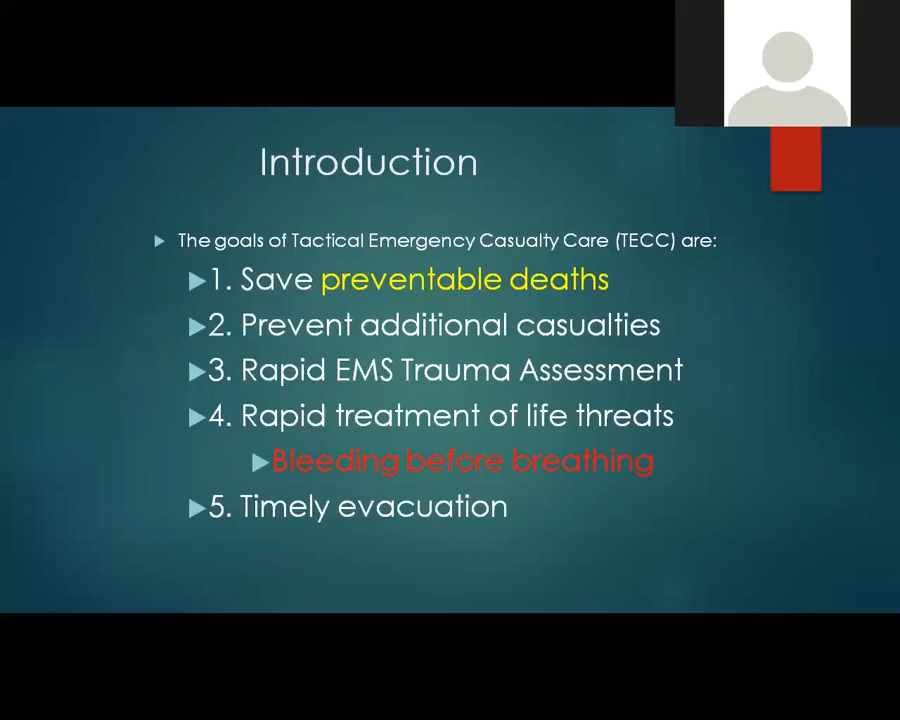 Introduction
The goals of Tactical Emergency Casualty Care (TECC) are:
1. Save preventable deaths
2. Prevent additional casualties
3. Rapid EMS Trauma Assessment
4. Rapid treatment of life threats
Bleeding before breathing
5. Timely evacuation